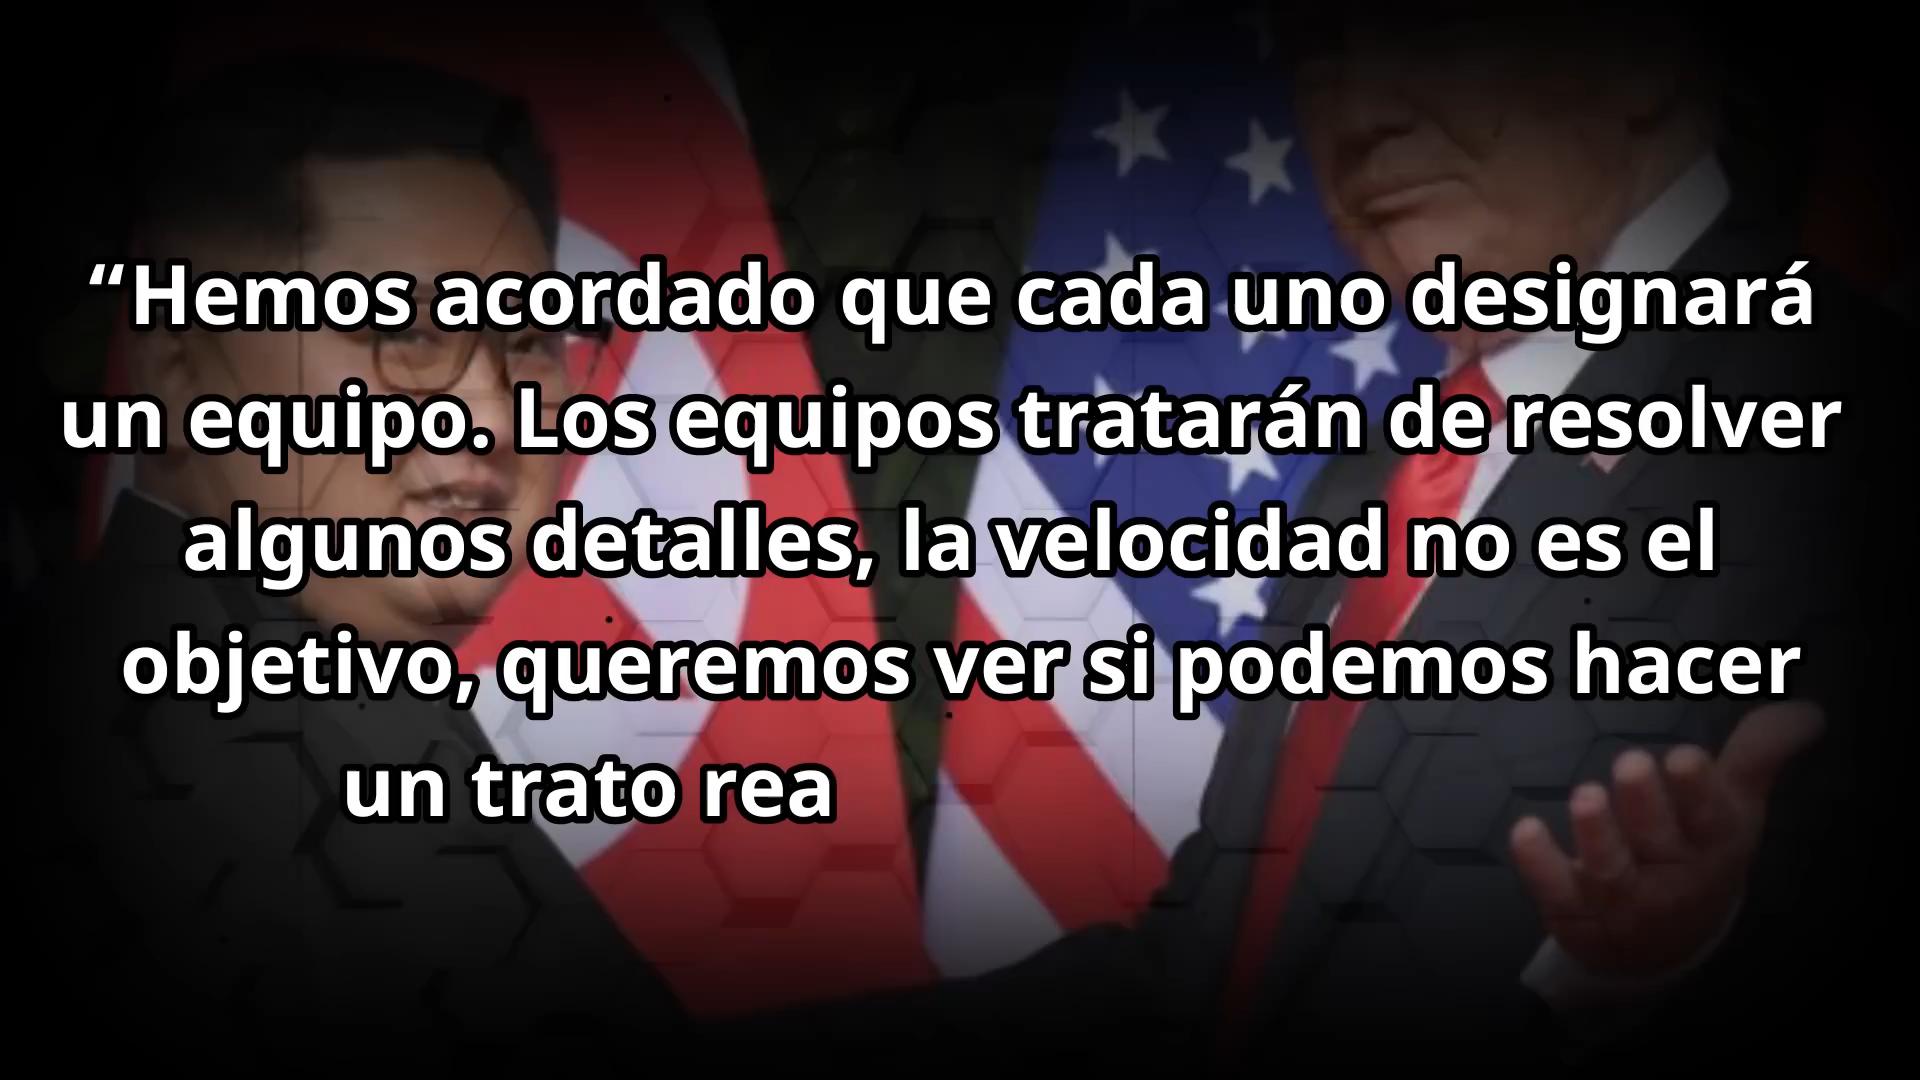 “Hemos acordado que cada uno designará
un equipo. Los equipos tratarán de resolver
algunos detalles, la velocidad no es el
objetivo, queremos ver si podemos hacer
un trato rea